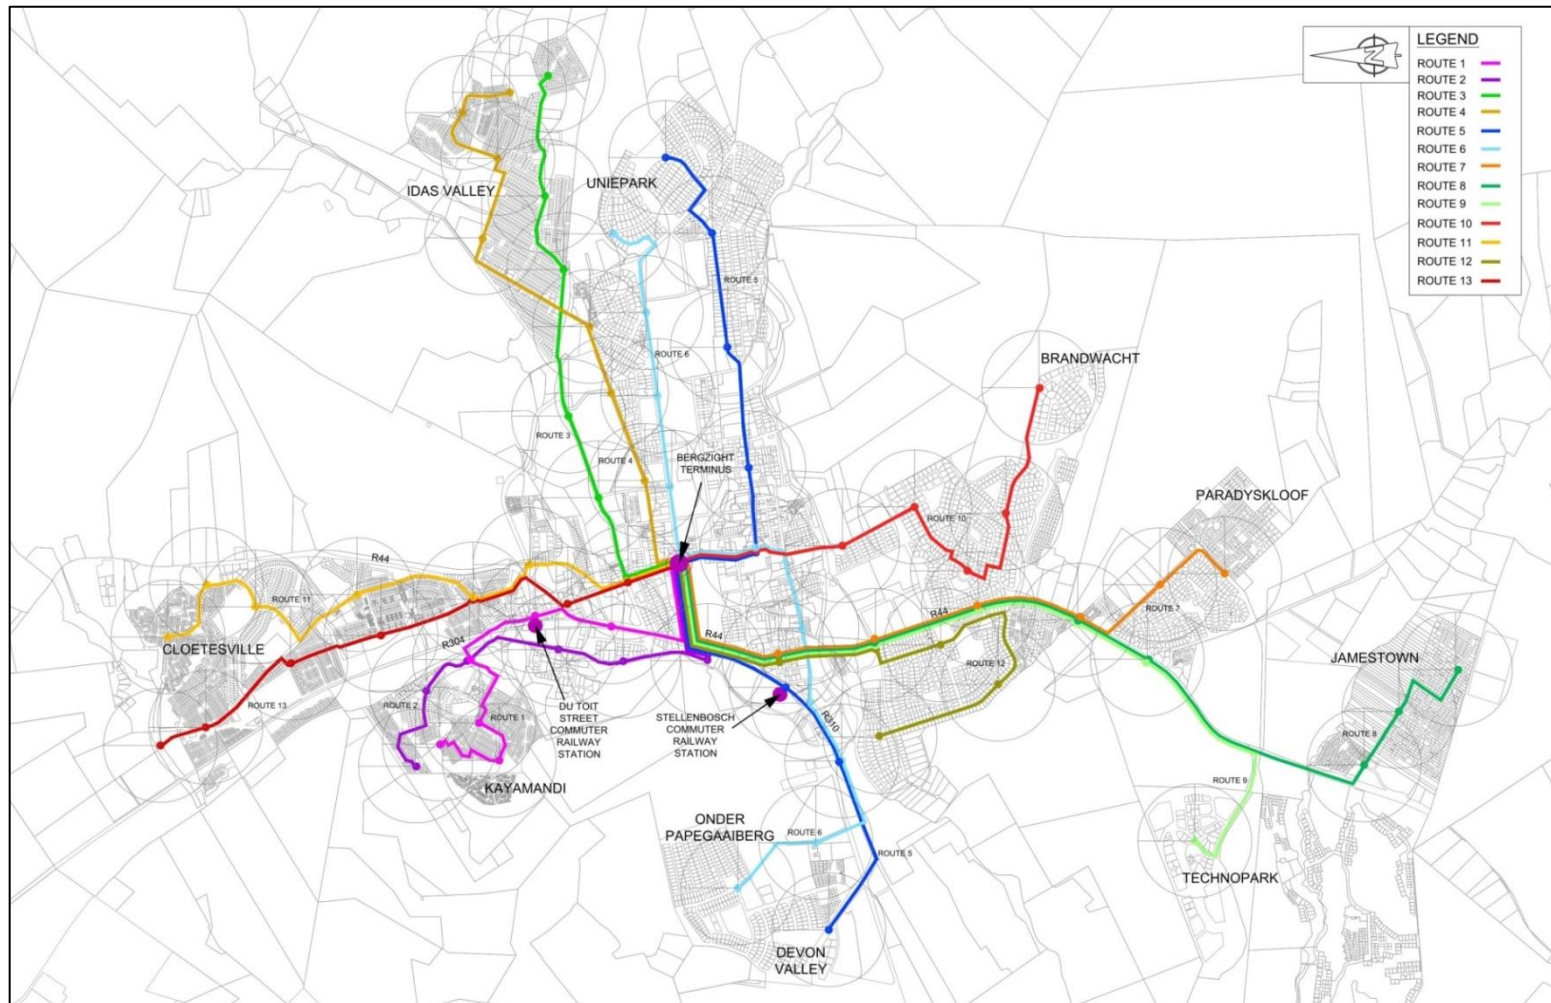 N
LEGEND
ROUTE 1
ROUTE 2
ROUTE 3
ROUTE 4
ROUTE 5
ROUTE 6
ROUTE 7
ROUTE 8
ROUTE 9
ROUTE 10
ROUTE 11
ROUTE 12
ROUTE 13
IDAS VALLEY
UNIEPARK
ROUTE 5
ROUTE 6
BRANDWACHT
ROUTE 3
ROUTE 4
BERGZIGHT
TERMINUS
PARADYSKLOOF
ROUTE 10
R44
ROUTE 11
ROUTE 7
R44
R44
R304
CLOETESVILLE
ROUTE 12
JAMESTOWN
ROUTE 13
ROUTE 2
ROUTE 1
DU TOIT
STREET
COMMUTER
RAILWAY
STATION
STELLENBOSCH
COMMUTER
RAILWAY
STATION
R310
ROUTE 8
ROUTE 9
KAYAMANDI
ONDER
PAPEGAAIBERG
ROUTE 6
ROUTE 5
TECHNOPARK
DEVON
VALLEY